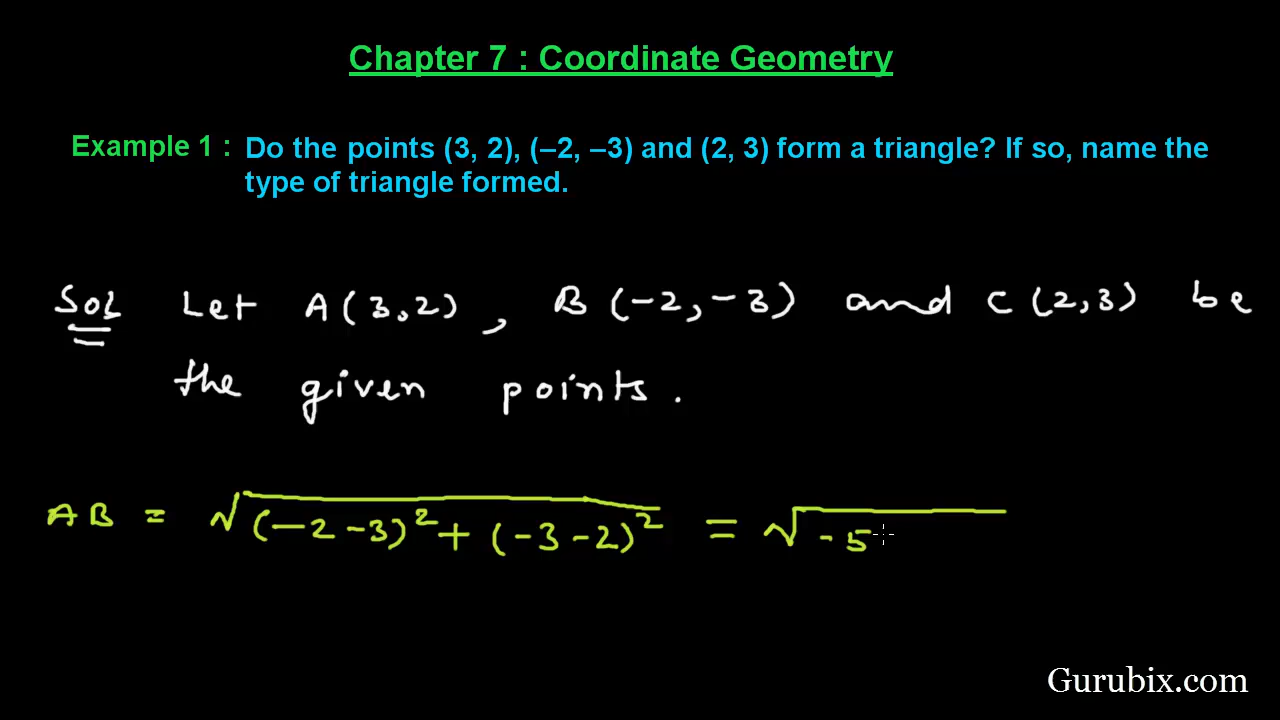 Chapter 7 : Coordinate Geometry
Example 1 : Do the points (3, 2), (–2, –3) and (2, 3) form a triangle? If so, name the
type of triangle formed.
Sol Let A(3,2), B(-2,-3) and C(2,3) be
the given points.
AB = √(-2-3)² + (-3-2)² = √-5
Gurubix.com